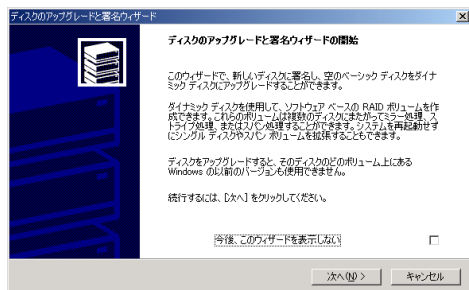 ディスクのアップグレードと署名ウィザード
ディスクのアップグレードと署名ウィザードの開始
このウィザードで、新しいディスクに署名し、空のベーシック ディスクをダイナ
ミック ディスクにアップグレードすることができます。
ダイナミック ディスクを使用して、ソフトウェア ベースの RAID ボリュームを作
成できます。これらのボリュームは複数のディスクにまたがってミラー処理、ス
トライプ処理、またはスパン処理することができます。システムを再起動せず
にシングル ディスクやスパン ボリュームを拡張することもできます。
ディスクをアップグレードすると、そのディスクのどのボリューム上にある
Windows の以前のバージョンも使用できません。
続行するには、[次へ] をクリックしてください。
今後、このウィザードを表示しない
次へ(N) >
キャンセル